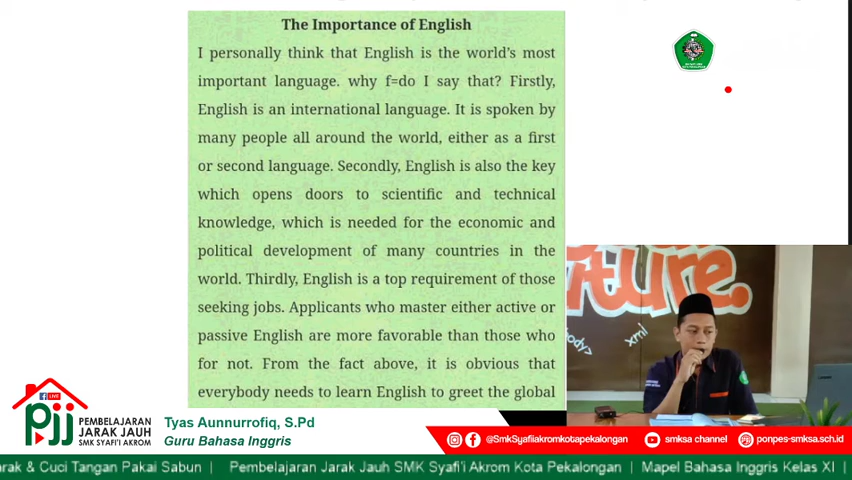 The Importance of English
I personally think that English is the world's most
important language. why f=do I say that? Firstly,
English is an international language. It is spoken by
many people all around the world, either as a first
or second language. Secondly, English is also the key
which opens doors to scientific and technical
knowledge, which is needed for the economic and
political development of many countries in the
world. Thirdly, English is a top requirement of those
seeking jobs. Applicants who master either active or
passive English are more favorable than those who
for not. From the fact above, it is obvious that
everybody needs to learn English to greet the global
ture.
body>
xml
LIVE
pjj
PEMBELAJARAN
JARAK JAUH
SMK SYAFI'I AKROM
Tyas Aunnurrofiq, S.Pd
Guru Bahasa Inggris
@SmkSyafiiakromkotapekalongan
smksa channel
ponpes-smksa.sch.id
arak & Cuci Tangan Pakai Sabun | Pembelajaran Jarak Jauh SMK Syafi'i Akrom Kota Pekalongan | Mapel Bahasa Inggris Kelas XI |